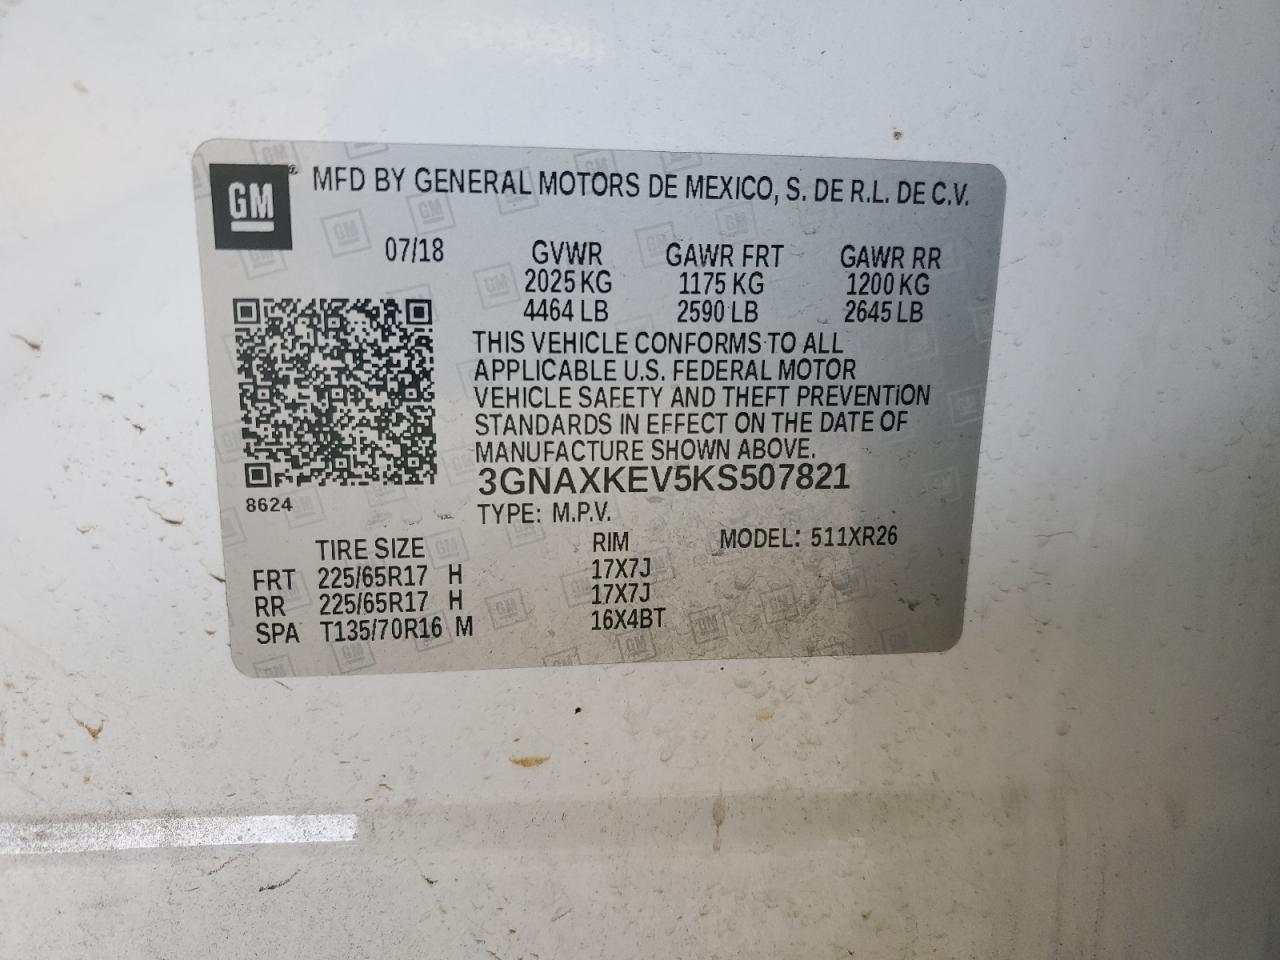 GM MFD BY GENERAL MOTORS DE MEXICO, S. DE R.L. DE C.V.
07/18 GVWR GAWR FRT GAWR RR
2025 KG 1175 KG 1200 KG
4464 LB 2590 LB 2645 LB
THIS VEHICLE CONFORMS TO ALL
APPLICABLE U.S. FEDERAL MOTOR
VEHICLE SAFETY AND THEFT PREVENTION
STANDARDS IN EFFECT ON THE DATE OF
MANUFACTURE SHOWN ABOVE.
3GNAXKEV5KS507821
8624
TYPE: M.P.V.
TIRE SIZE RIM MODEL: 511XR26
FRT 225/65R17 H 17X7J
RR 225/65R17 H 17X7J
SPA T135/70R16 M 16X4BT